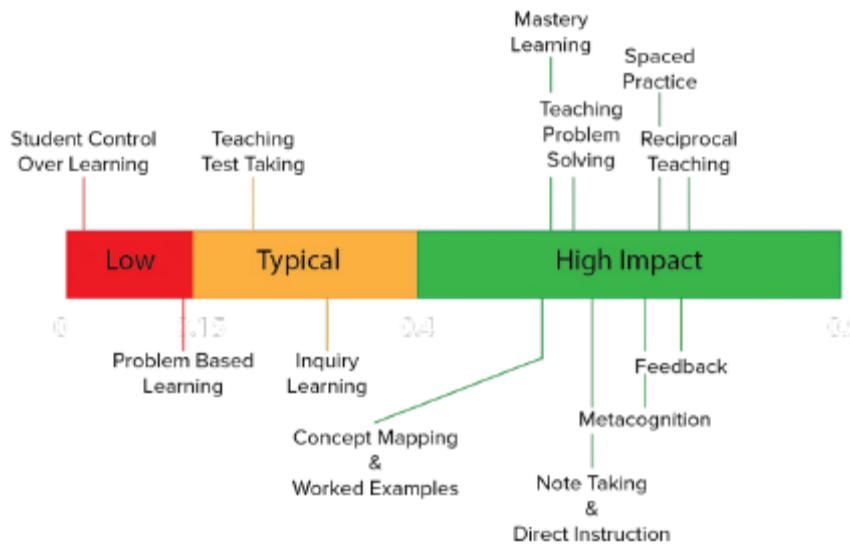 Mastery
Learning
Spaced
Practice
Student Control
Over Learning
Teaching
Test Taking
Teaching
Problem
Solving
Reciprocal
Teaching
Low
Typical
High Impact
0
0.15
0.4
Problem Based
Learning
Inquiry
Learning
Feedback
Concept Mapping
&
Worked Examples
Metacognition
Note Taking
&
Direct Instruction